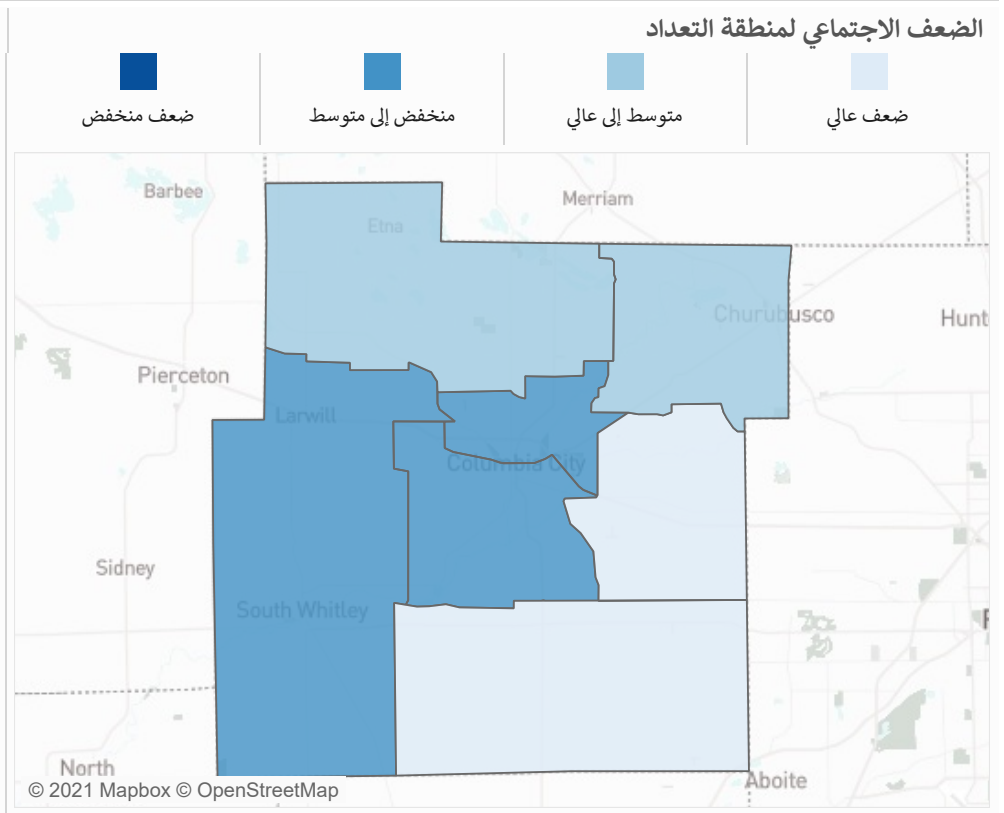 الضعف الاجتماعي لمنطقة التعداد
ضعف عالي
متوسط إلى عالي
منخفض إلى متوسط
ضعف منخفض
Barbee
Merriam
Etna
Churubusco
Hunt
Pierceton
Larwill
Columbia City
Sidney
South Whitley
North
Aboite
© 2021 Mapbox © OpenStreetMap